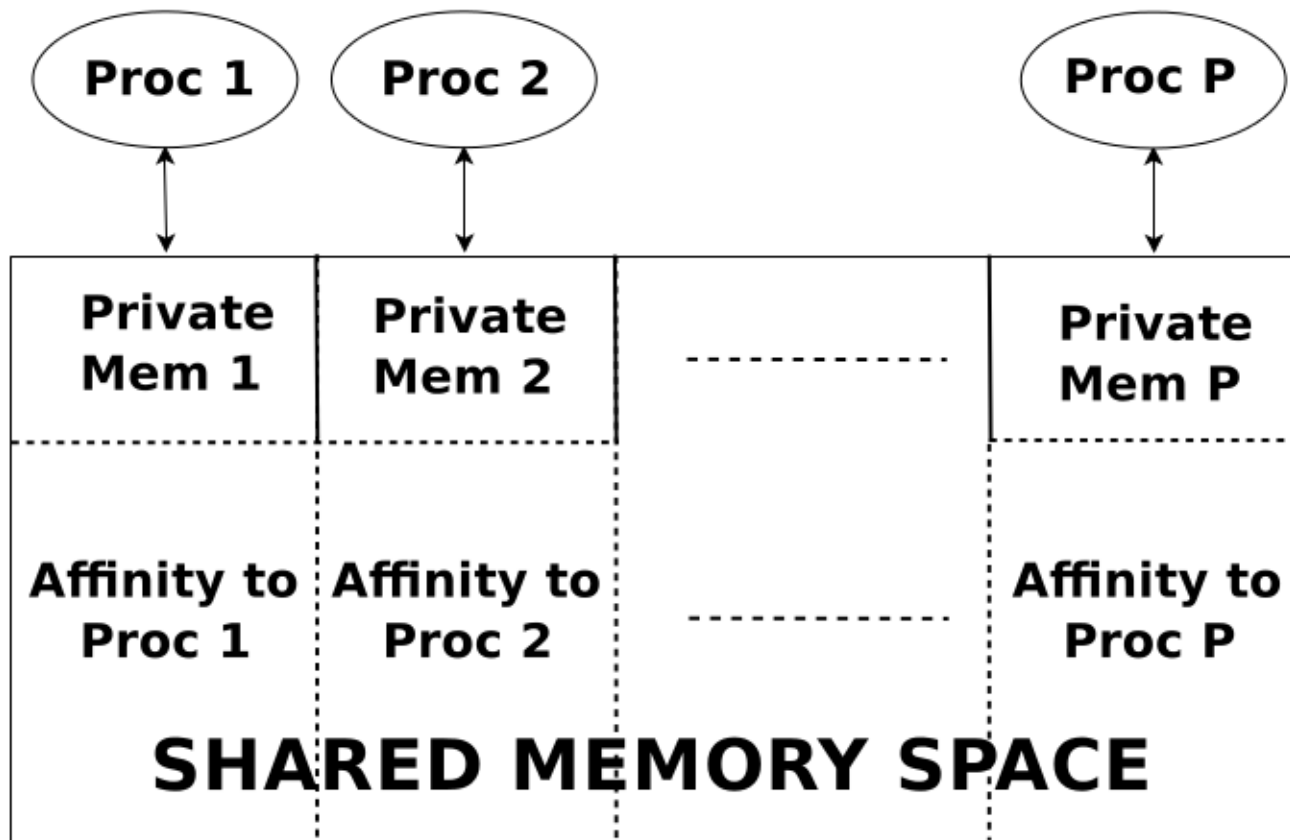 Proc 1
Proc 2
Proc P
Private
Mem 1
Private
Mem 2
Private
Mem P
Affinity to
Proc 1
Affinity to
Proc 2
Affinity to
Proc P
SHARED MEMORY SPACE